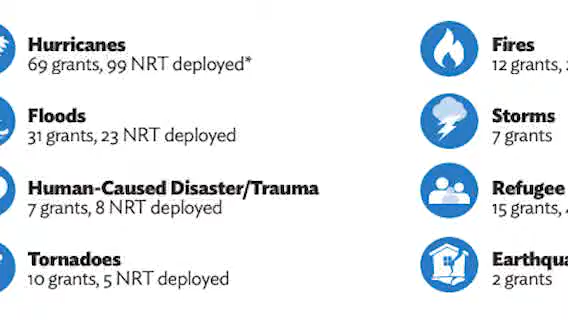 Hurricanes
69 grants, 99 NRT deployed*
Floods
31 grants, 23 NRT deployed
Human-Caused Disaster/Trauma
7 grants, 8 NRT deployed
Tornadoes
10 grants, 5 NRT deployed
Fires
12 grants,
Storms
7 grants
Refugee
15 grants,
2 grants